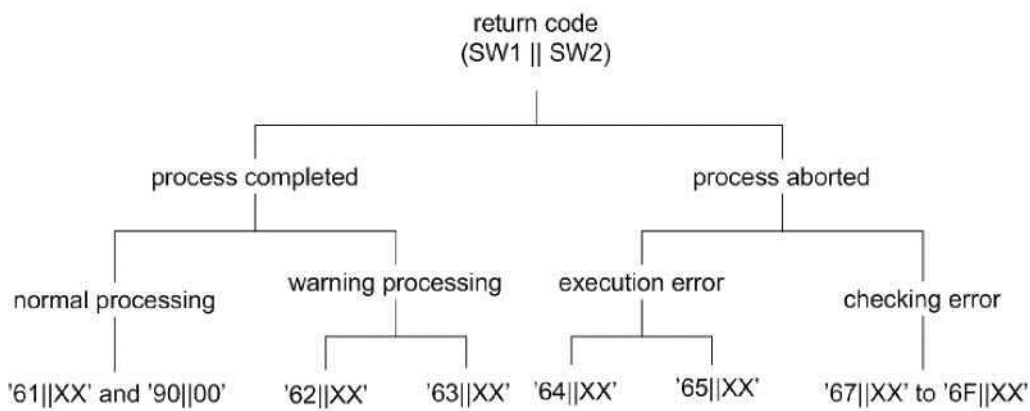 return code
(SW1 || SW2)
process completed
process aborted
normal processing
warning processing
execution error
checking error
'61||XX' and '90||00'
'62||XX'
'63||XX'
'64||XX'
'65||XX'
'67||XX' to '6F||XX'